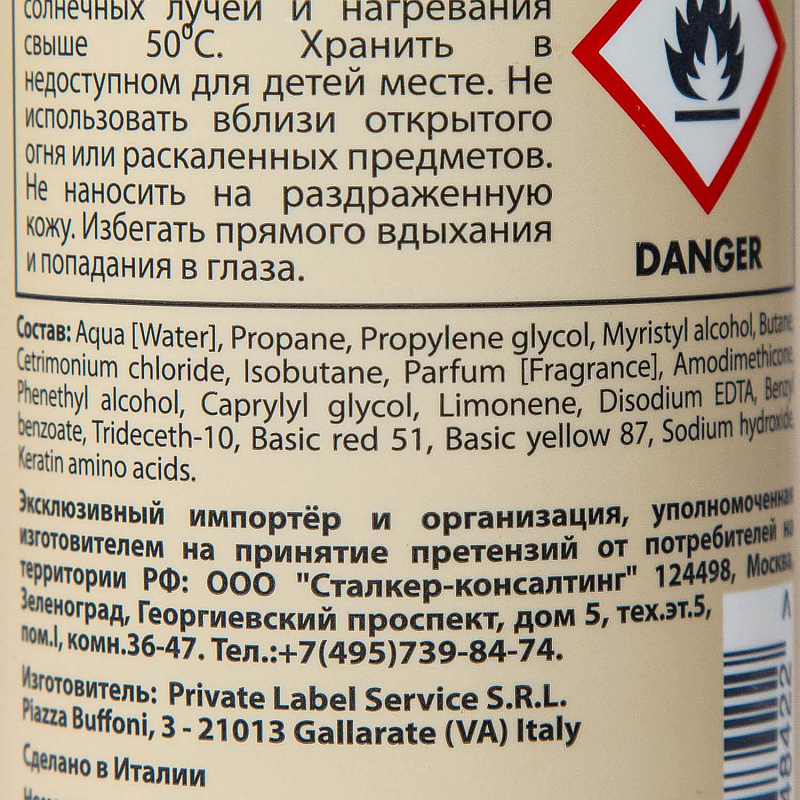 солнечных лучей и нагревания
свыше 50°С. Хранить в
недоступном для детей месте. Не
использовать вблизи открытого
огня или раскаленных предметов.
Не наносить на раздраженную
кожу. Избегать прямого вдыхания
и попадания в глаза.
DANGER
Состав: Aqua [Water], Propane, Propylene glycol, Myristyl alcohol, Butane,
Cetrimonium chloride, Isobutane, Parfum [Fragrance], Amodimethicone,
Phenethyl alcohol, Caprylyl glycol, Limonene, Disodium EDTA, Benzyl
benzoate, Trideceth-10, Basic red 51, Basic yellow 87, Sodium hydroxide,
Keratin amino acids.
Эксклюзивный импортёр и организация, уполномоченная
изготовителем на принятие претензий от потребителей на
территории РФ: ООО "Сталкер-консалтинг" 124498, Москва,
Зеленоград, Георгиевский проспект, дом 5, тех.эт.5,
пом.I, комн.36-47. Тел.:+7(495)739-84-74.
Изготовитель: Private Label Service S.R.L.
Piazza Buffoni, 3 - 21013 Gallarate (VA) Italy
Сделано в Италии
48422